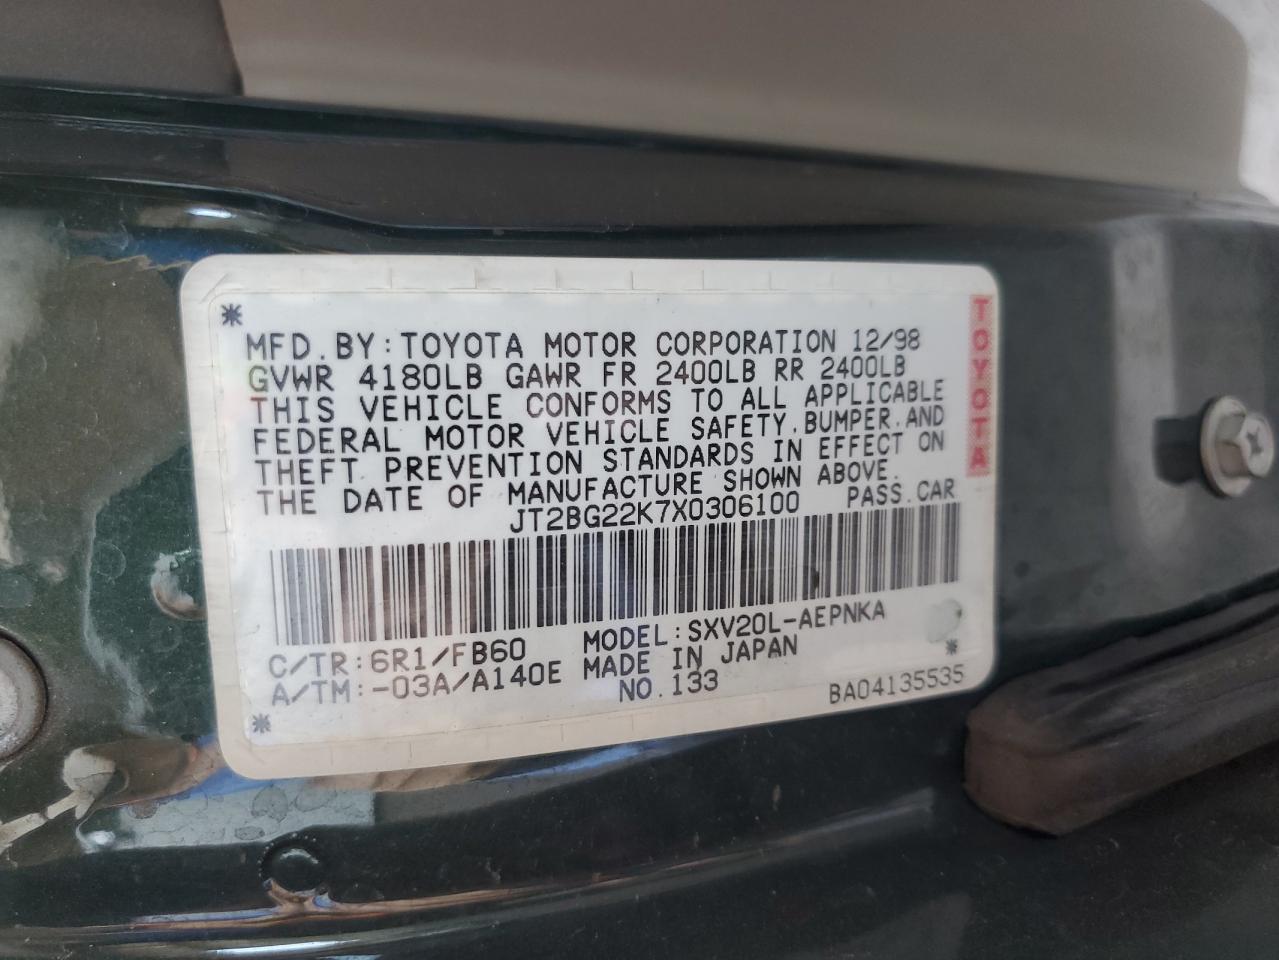 MFD. BY: TOYOTA MOTOR CORPORATION 12/98
GVWR 4180LB GAWR FR 2400LB RR 2400LB
THIS VEHICLE CONFORMS TO ALL APPLICABLE
FEDERAL MOTOR VEHICLE SAFETY, BUMPER, AND
THEFT PREVENTION STANDARDS IN EFFECT ON
THE DATE OF MANUFACTURE SHOWN ABOVE.
JT2BG22K7X0306100 PASS. CAR
C/TR: 6R1/FB60 MODEL: SXV20L-AEPNKA
A/TM: -03A/A140E MADE IN JAPAN
NO. 133 BA04135535
TOYOTA